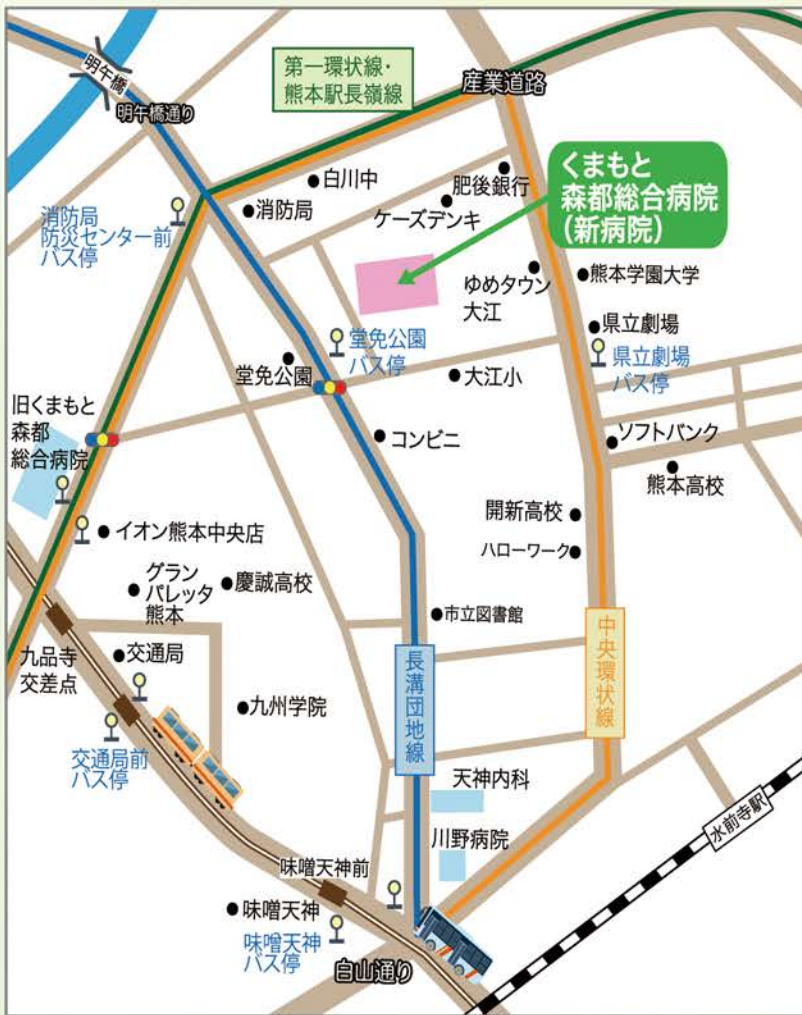 明午橋
明午橋通り
第一環状線・
熊本駅長嶺線
産業道路
くまもと
森都総合病院
(新病院)
白川中
肥後銀行
消防局
ケーズデンキ
消防局
防災センター前
バス停
ゆめタウン
大江
熊本学園大学
県立劇場
県立劇場
バス停
堂免公園
バス停
堂免公園
大江小
旧くまもと
森都
総合病院
コンビニ
ソフトバンク
熊本高校
イオン熊本中央店
開新高校
ハローワーク
グラン
パレッタ
熊本
慶誠高校
市立図書館
九品寺
交差点
交通局
長溝団地線
中央環状線
九州学院
交通局前
バス停
天神内科
川野病院
水前寺駅
味噌天神前
味噌天神
味噌天神
バス停
白山通り